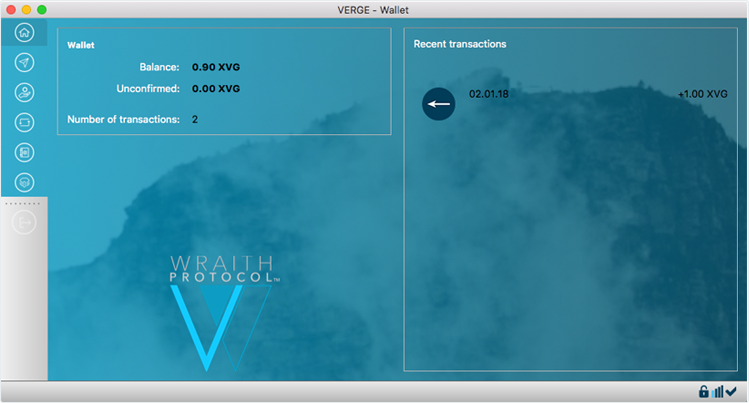 VERGE - Wallet
Wallet
Balance: 0.90 XVG
Unconfirmed: 0.00 XVG
Number of transactions: 2
Recent transactions
02.01.18 +1.00 XVG
WRAITH
PROTOCOL™